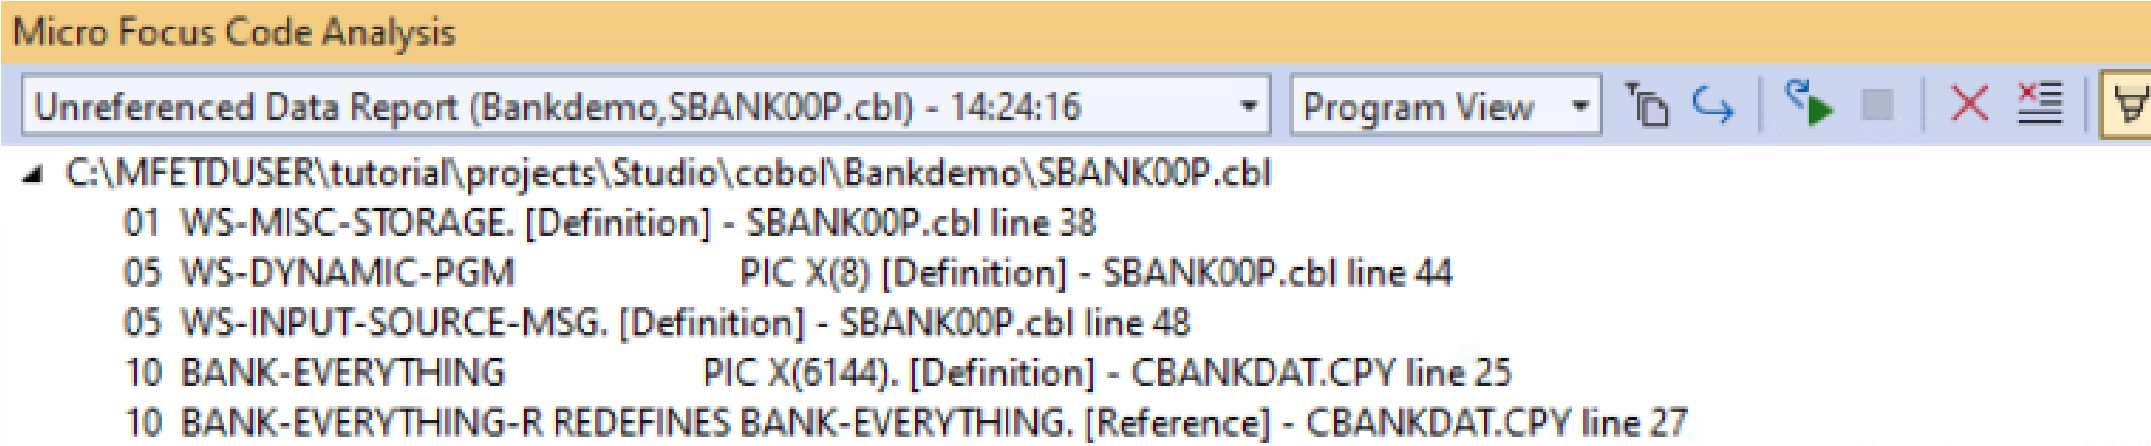 Micro Focus Code Analysis
Unreferenced Data Report (Bankdemo,SBANK00P.cbl) - 14:24:16 Program View
C:\MFETDUSER\tutorial\projects\Studio\cobol\Bankdemo\SBANK00P.cbl
01 WS-MISC-STORAGE. [Definition] - SBANK00P.cbl line 38
05 WS-DYNAMIC-PGM PIC X(8) [Definition] - SBANK00P.cbl line 44
05 WS-INPUT-SOURCE-MSG. [Definition] - SBANK00P.cbl line 48
10 BANK-EVERYTHING PIC X(6144). [Definition] - CBANKDAT.CPY line 25
10 BANK-EVERYTHING-R REDEFINES BANK-EVERYTHING. [Reference] - CBANKDAT.CPY line 27